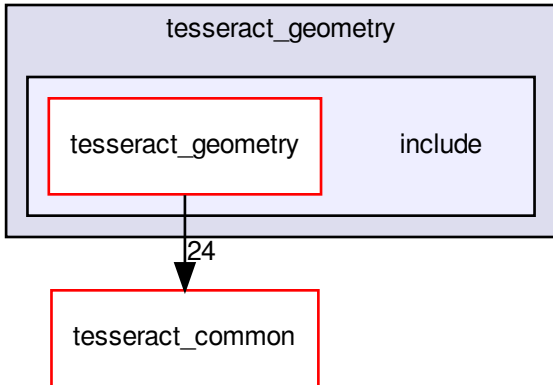 tesseract_geometry
tesseract_geometry
include
24
tesseract_common